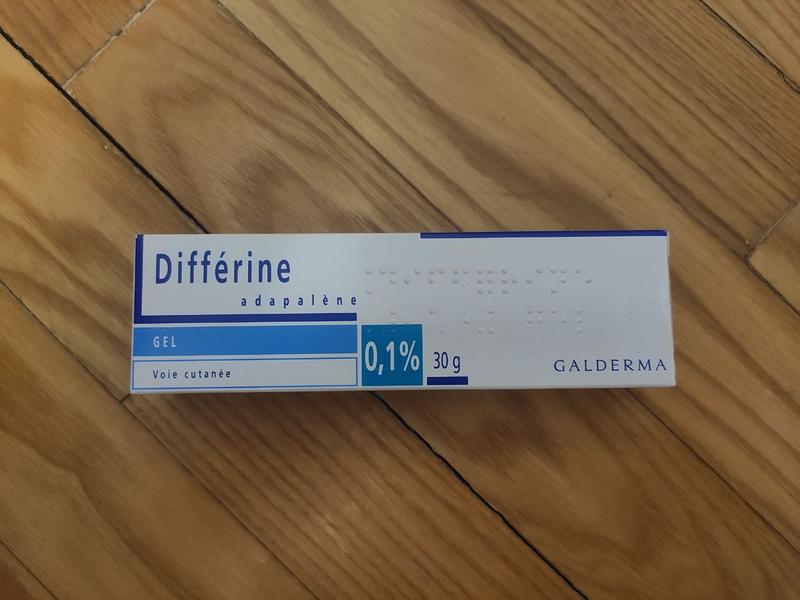 Différine
adapalène
GEL
Voie cutanée
0,1%
30 g
GALDERMA